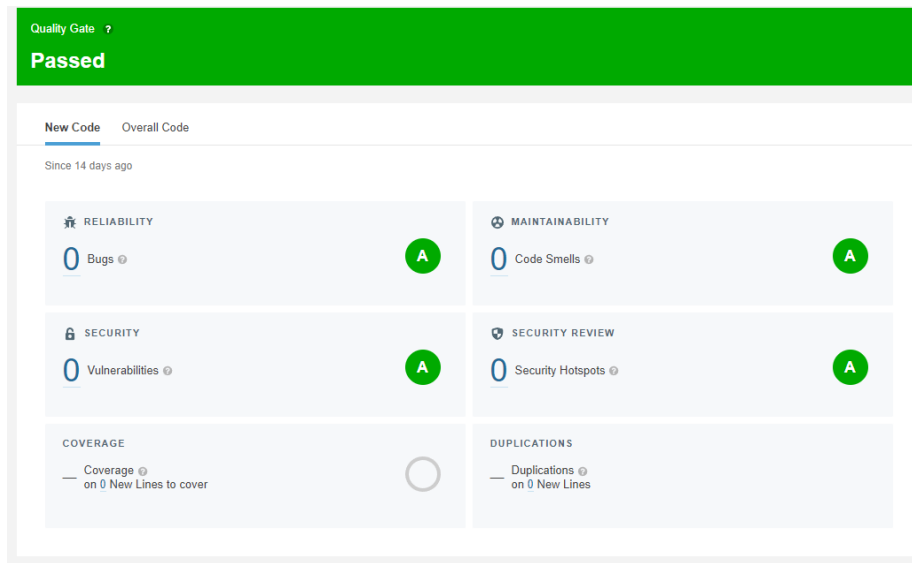 Quality Gate ?
Passed
New Code Overall Code
Since 14 days ago
RELIABILITY
0 Bugs ?
A
MAINTAINABILITY
0 Code Smells ?
A
SECURITY
0 Vulnerabilities ?
A
SECURITY REVIEW
0 Security Hotspots ?
A
COVERAGE
— Coverage ?
on 0 New Lines to cover
DUPLICATIONS
— Duplications ?
on 0 New Lines